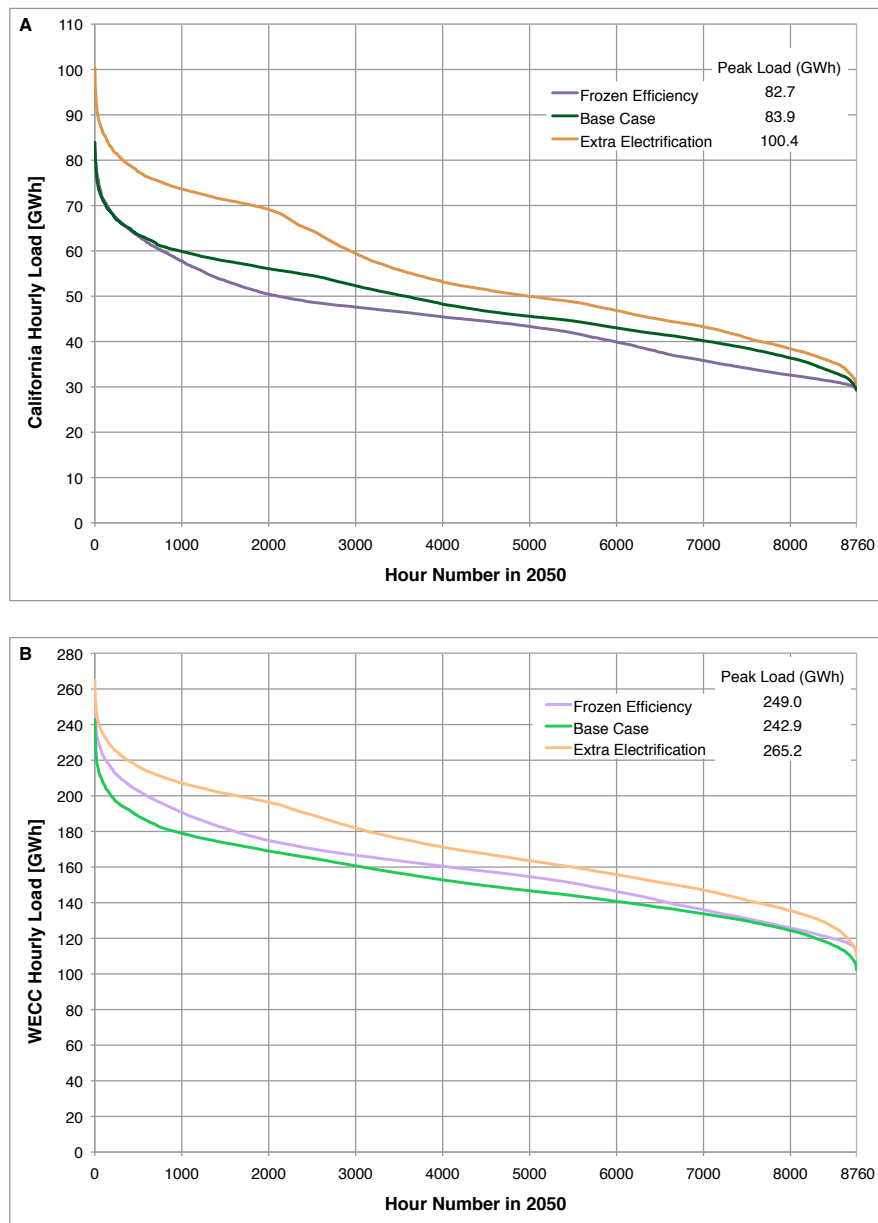 A
110
100
90
80
70
60
50
40
30
20
10
0
California Hourly Load [GWh]
Peak Load (GWh)
Frozen Efficiency 82.7
Base Case 83.9
Extra Electrification 100.4
0 1000 2000 3000 4000 5000 6000 7000 8000 8760
Hour Number in 2050
B
280
260
240
220
200
180
160
140
120
100
80
60
40
20
0
WECC Hourly Load [GWh]
Peak Load (GWh)
Frozen Efficiency 249.0
Base Case 242.9
Extra Electrification 265.2
0 1000 2000 3000 4000 5000 6000 7000 8000 8760
Hour Number in 2050